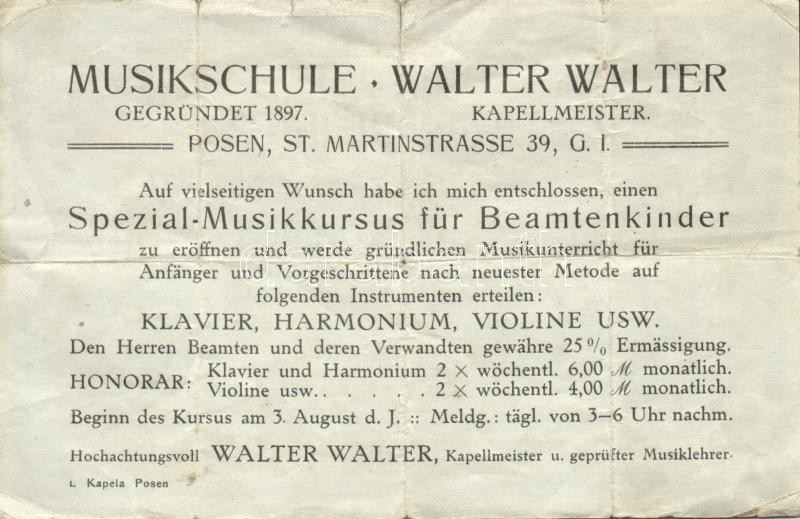 MUSIKSCHULE · WALTER WALTER
GEGRÜNDET 1897. KAPELLMEISTER.
POSEN, ST. MARTINSTRASSE 39, G. I.
Auf vielseitigen Wunsch habe ich mich entschlossen, einen
Spezial-Musikkursus für Beamtenkinder
zu eröffnen und werde gründlichen Musikunterricht für
Anfänger und Vorgeschrittene nach neuester Metode auf
folgenden Instrumenten erteilen:
KLAVIER, HARMONIUM, VIOLINE USW.
Den Herren Beamten und deren Verwandten gewähre 25% Ermässigung.
HONORAR: Klavier und Harmonium 2 × wöchentl. 6,00 ℳ monatlich.
Violine usw. . . . . . 2 × wöchentl. 4,00 ℳ monatlich.
Beginn des Kursus am 3. August d. J. :: Meldg.: tägl. von 3–6 Uhr nachm.
Hochachtungsvoll WALTER WALTER, Kapellmeister u. geprüfter Musiklehrer.
L. Kapela Posen